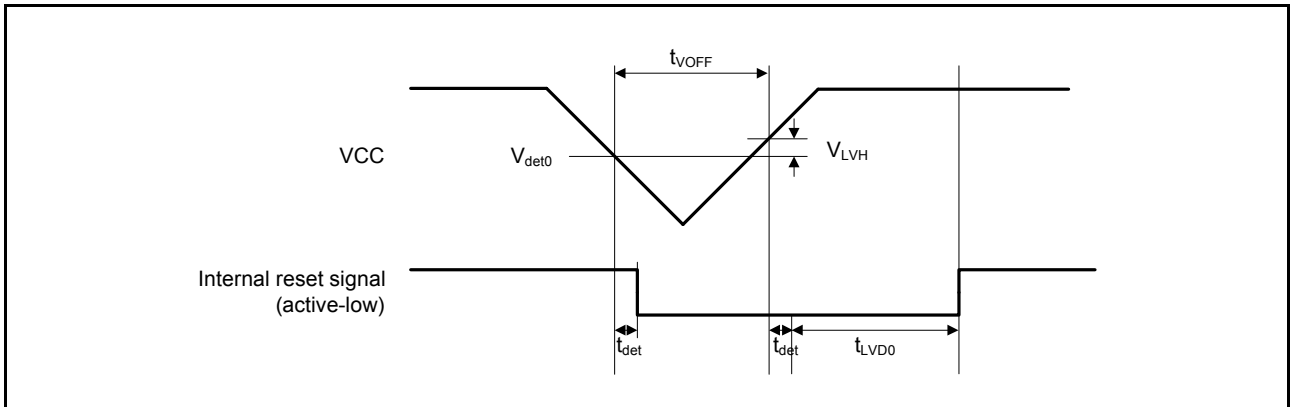 tVOFF
VCC
Vdet0
VLVH
Internal reset signal
(active-low)
tdet
tdet
tLVD0